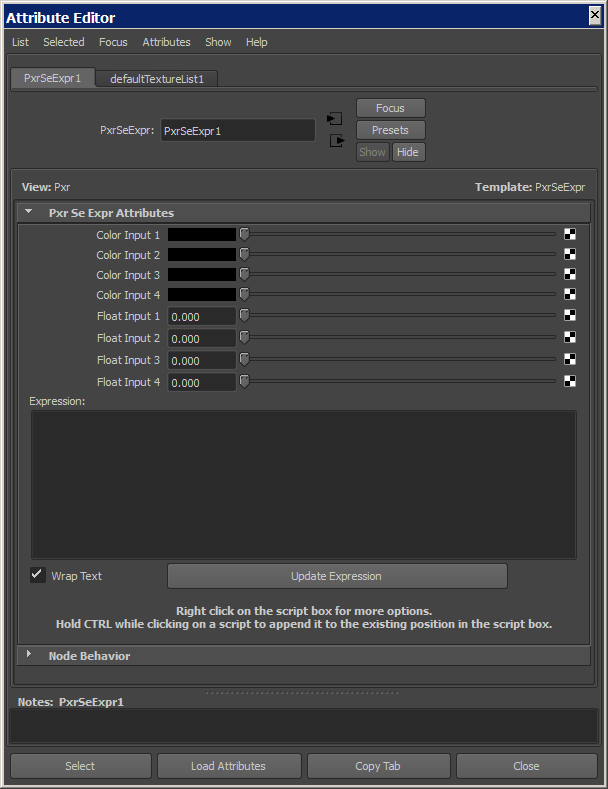 Attribute Editor
List Selected Focus Attributes Show Help
PxrSeExpr1 defaultTextureList1
Focus
PxrSeExpr: PxrSeExpr1 Presets
Show Hide
View: Pxr Template: PxrSeExpr
Pxr Se Expr Attributes
Color Input 1
Color Input 2
Color Input 3
Color Input 4
Float Input 1 0.000
Float Input 2 0.000
Float Input 3 0.000
Float Input 4 0.000
Expression:
Wrap Text Update Expression
Right click on the script box for more options.
Hold CTRL while clicking on a script to append it to the existing position in the script box.
Node Behavior
Notes: PxrSeExpr1
Select Load Attributes Copy Tab Close